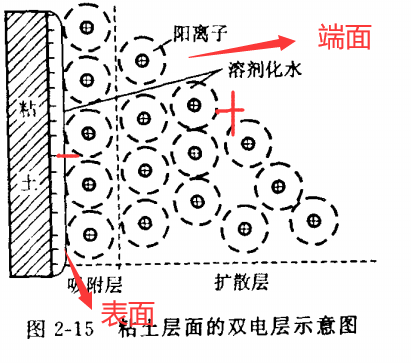 阳离子
端面
溶剂化水
粘
土
吸附层
扩散层
表面
图 2-15 粘土层面的双电层示意图